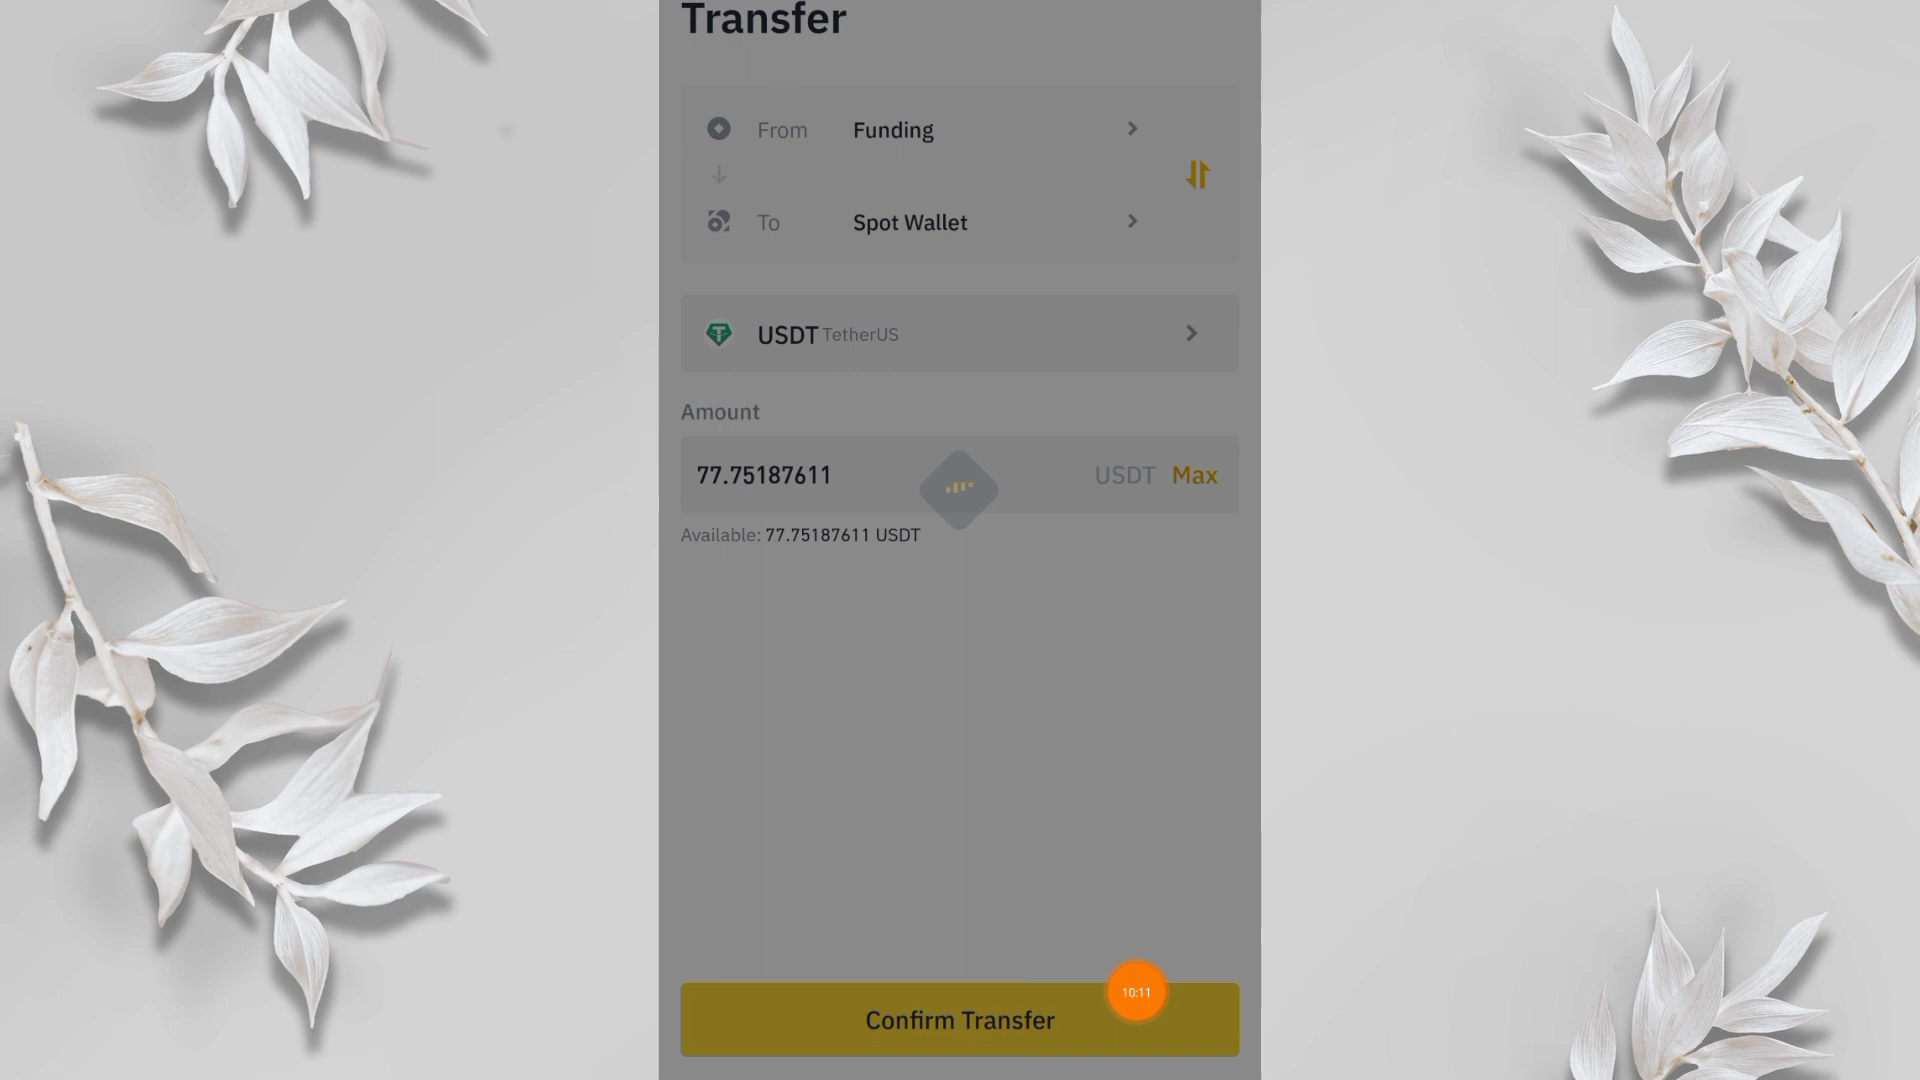 Transfer
From Funding
To Spot Wallet
USDT TetherUS
Amount
77.75187611 USDT Max
Available: 77.75187611 USDT
10:11
Confirm Transfer